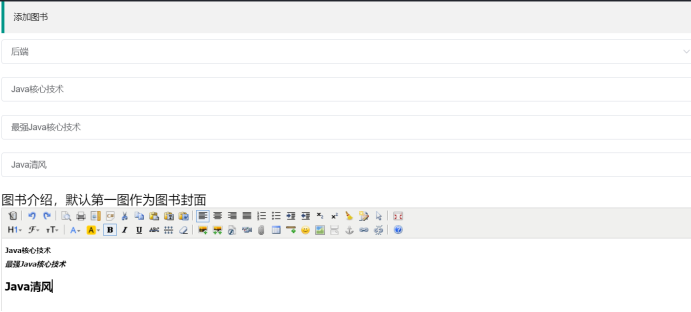 添加图书
后端
Java核心技术
最强Java核心技术
Java清风
图书介绍，默认第一图作为图书封面
H1 F тT A A B I U ABC
Java核心技术
最强Java核心技术
Java清风